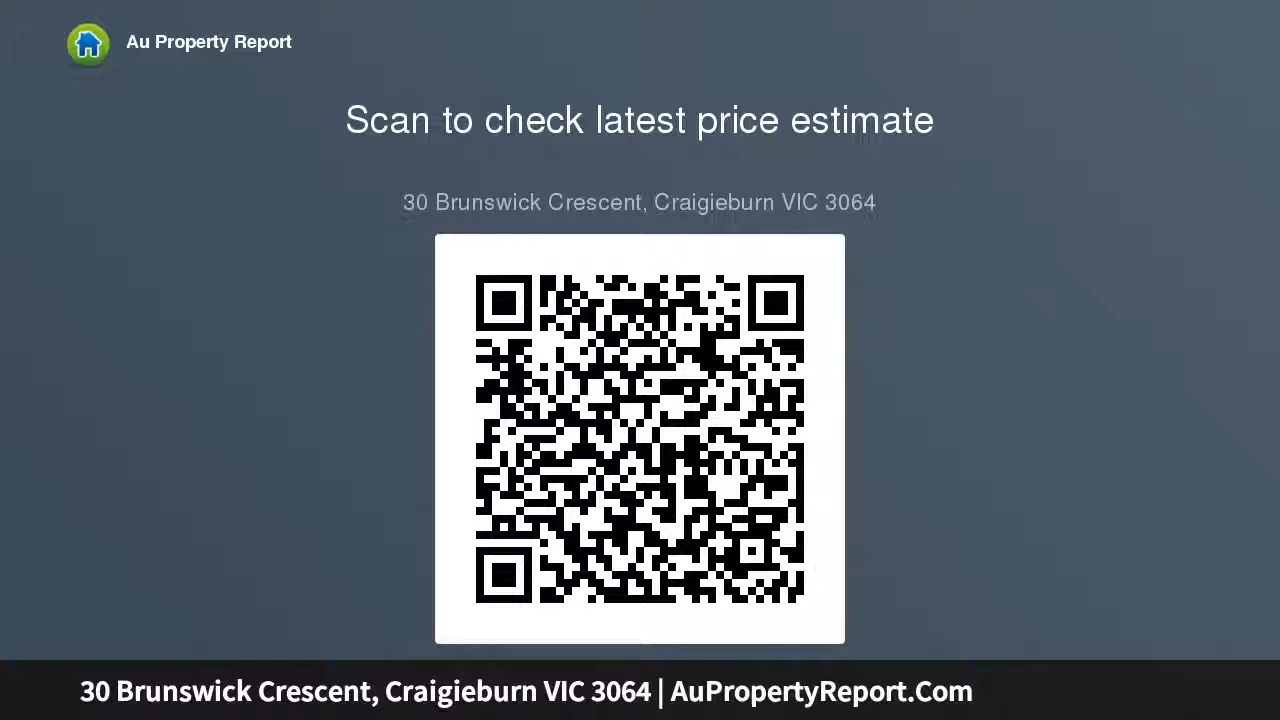 Au Property Report
Scan to check latest price estimate
30 Brunswick Crescent, Craigieburn VIC 3064
30 Brunswick Crescent, Craigieburn VIC 3064 | AuPropertyReport.Com